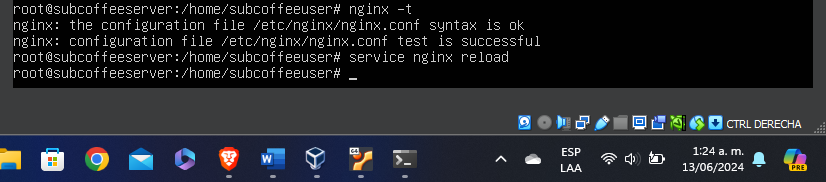 root@subcoffeeserver:/home/subcoffeeuser# nginx -t
nginx: the configuration file /etc/nginx/nginx.conf syntax is ok
nginx: configuration file /etc/nginx/nginx.conf test is successful
root@subcoffeeserver:/home/subcoffeeuser# service nginx reload
root@subcoffeeserver:/home/subcoffeeuser# _
CTRL DERECHA
ESP
LAA
1:24 a. m.
13/06/2024
W
64
PRE